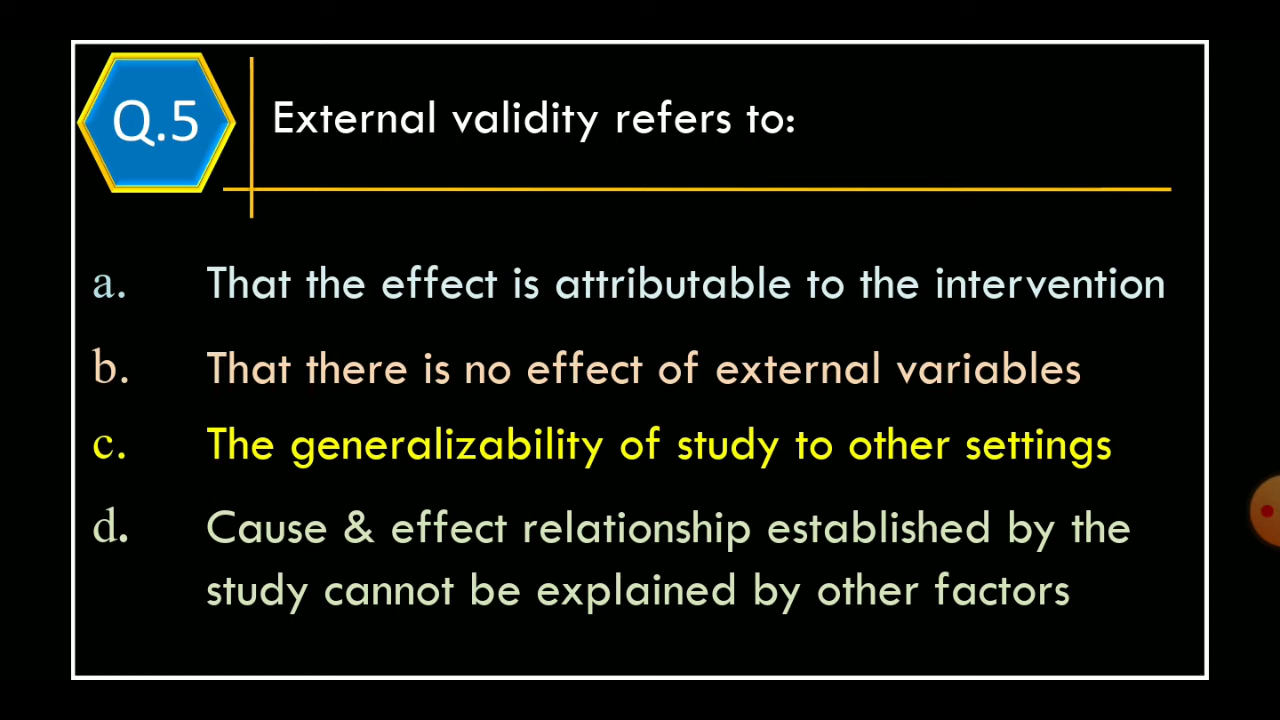 Q.5
External validity refers to:
a. That the effect is attributable to the intervention
b. That there is no effect of external variables
c. The generalizability of study to other settings
d. Cause & effect relationship established by the
study cannot be explained by other factors